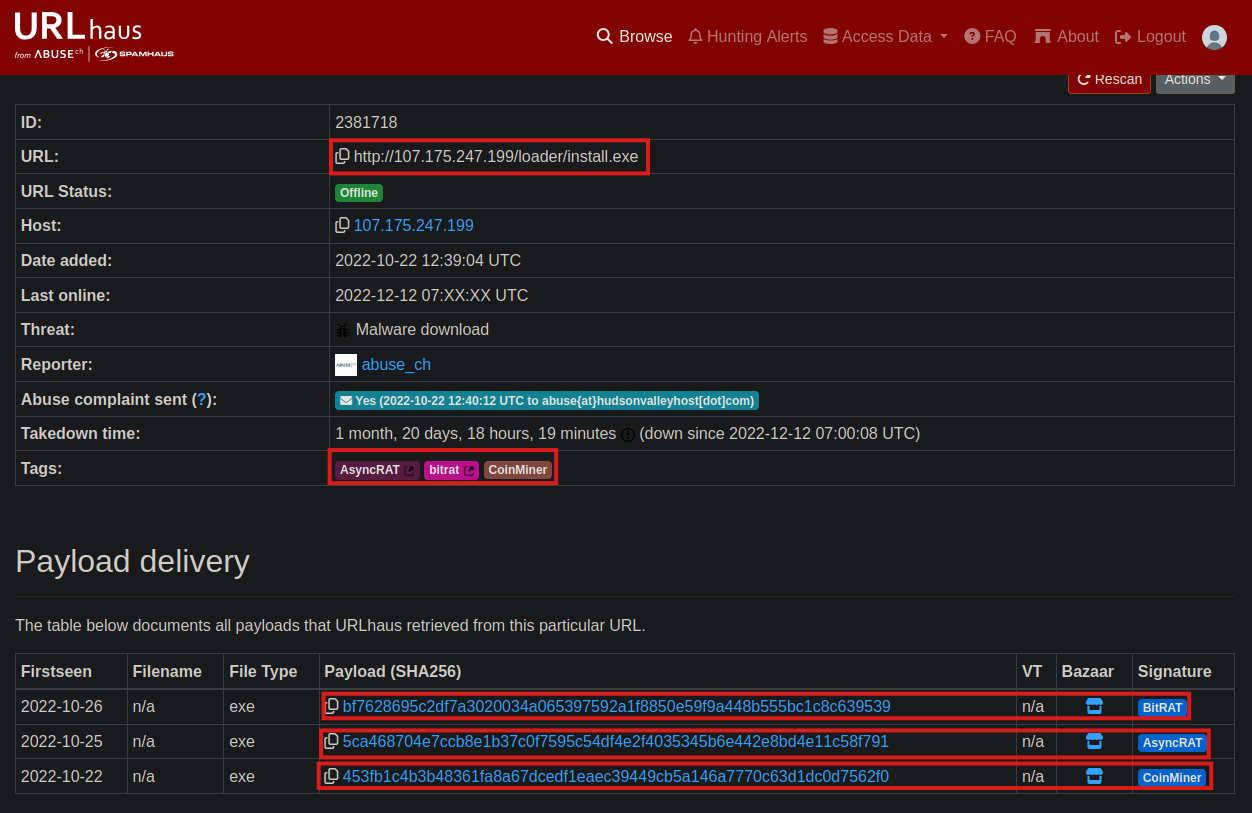 URLhaus
from ABUSE ch | SPAMHAUS
Browse Hunting Alerts Access Data FAQ About Logout
Rescan Actions
ID: 2381718
URL: http://107.175.247.199/loader/install.exe
URL Status: Offline
Host: 107.175.247.199
Date added: 2022-10-22 12:39:04 UTC
Last online: 2022-12-12 07:XX:XX UTC
Threat: Malware download
Reporter: abuse_ch
Abuse complaint sent (?): Yes (2022-10-22 12:40:12 UTC to abuse{at}hudsonvalleyhost[dot]com)
Takedown time: 1 month, 20 days, 18 hours, 19 minutes (down since 2022-12-12 07:00:08 UTC)
Tags: AsyncRAT bitrat CoinMiner
Payload delivery
The table below documents all payloads that URLhaus retrieved from this particular URL.
Firstseen Filename File Type Payload (SHA256) VT Bazaar Signature
2022-10-26 n/a exe bf7628695c2df7a3020034a065397592a1f8850e59f9a448b555bc1c8c639539 n/a BitRAT
2022-10-25 n/a exe 5ca468704e7ccb8e1b37c0f7595c54df4e2f4035345b6e442e8bd4e11c58f791 n/a AsyncRAT
2022-10-22 n/a exe 453fb1c4b3b48361fa8a67dcedf1eaec39449cb5a146a7770c63d1dc0d7562f0 n/a CoinMiner